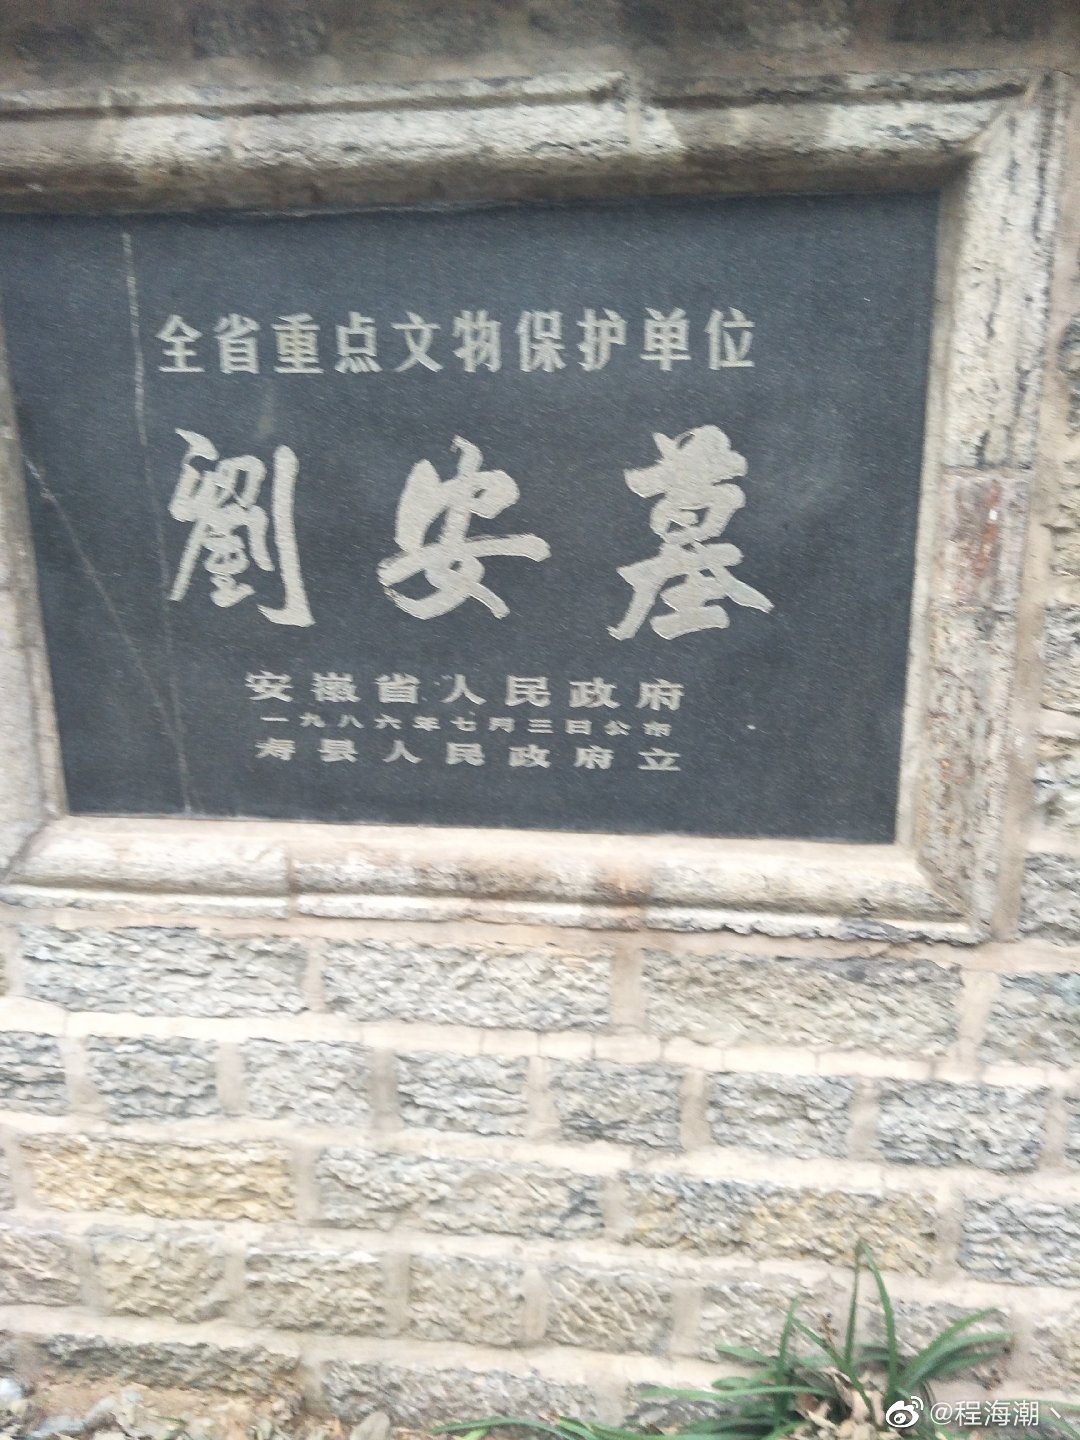 全省重点文物保护单位
劉安墓
安徽省人民政府
一九八六年七月三日公布
寿县人民政府立
@程海潮丶